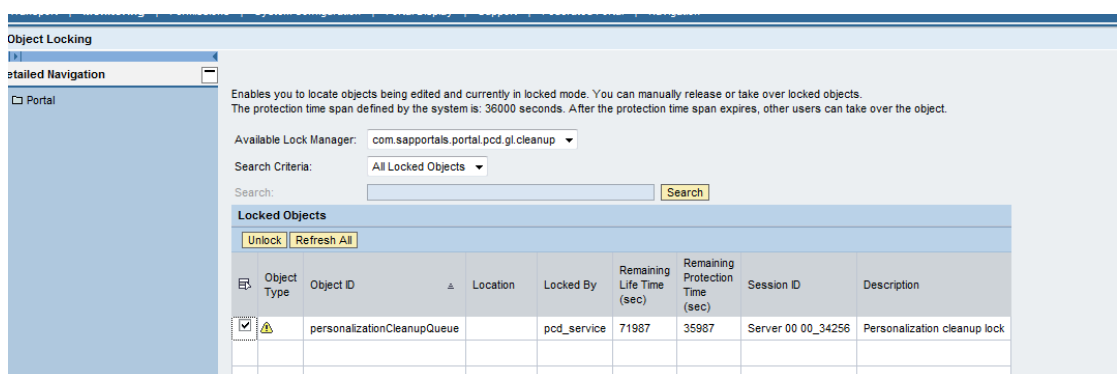 Object Locking
etailed Navigation
Portal
Enables you to locate objects being edited and currently in locked mode. You can manually release or take over locked objects.
The protection time span defined by the system is: 36000 seconds. After the protection time span expires, other users can take over the object.
Available Lock Manager: com.sapportals.portal.pcd.gl.cleanup
Search Criteria: All Locked Objects
Search: Search
Locked Objects
Unlock Refresh All
Object Type Object ID Location Locked By Remaining Life Time (sec) Remaining Protection Time (sec) Session ID Description
personalizationCleanupQueue pcd_service 71987 35987 Server 00 00_34256 Personalization cleanup lock